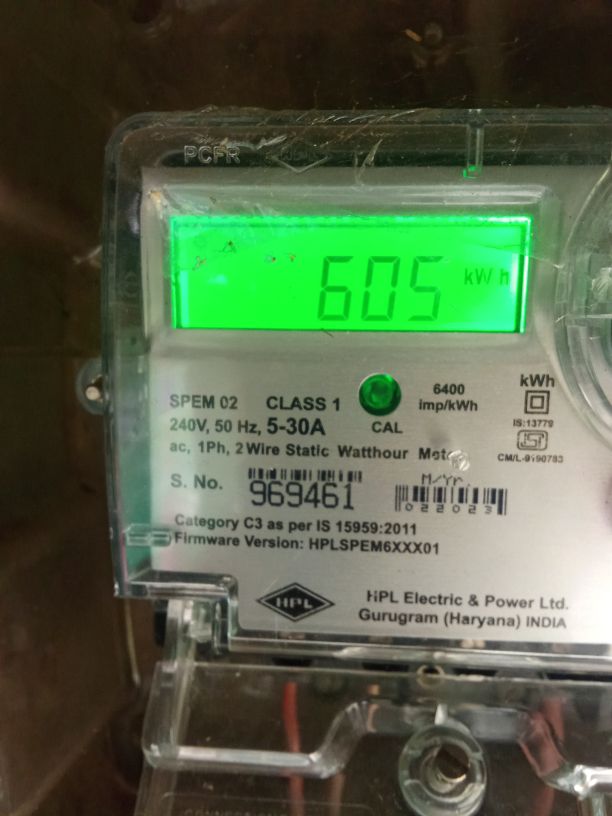 PCFR
605 kWh
SPEM 02 CLASS 1
6400
imp/kWh
kWh
240V, 50 Hz, 5-30A
CAL
IS:13779
ac, 1Ph, 2 Wire Static Watthour
CM/L-9190783
S. No. 969461
M/Yr.
022023
Category C3 as per IS 15959:2011
Firmware Version: HPLSPEM6XXX01
HPL
HPL Electric & Power Ltd.
Gurugram (Haryana) INDIA